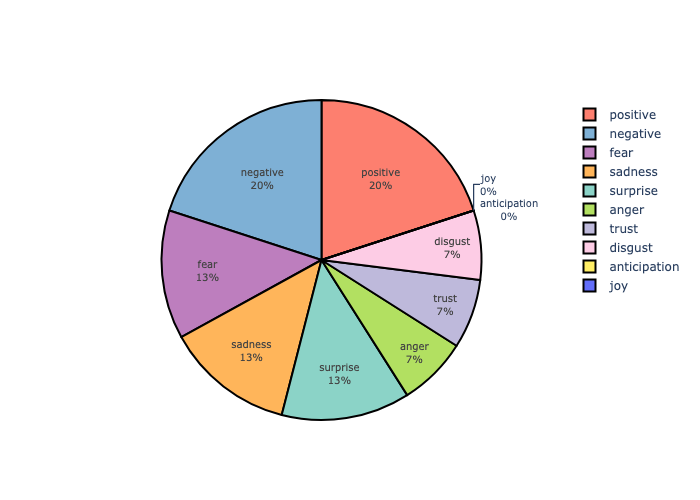 positive
20%
negative
20%
fear
13%
sadness
13%
surprise
13%
anger
7%
trust
7%
disgust
7%
joy
0%
anticipation
0%
positive
negative
fear
sadness
surprise
anger
trust
disgust
anticipation
joy